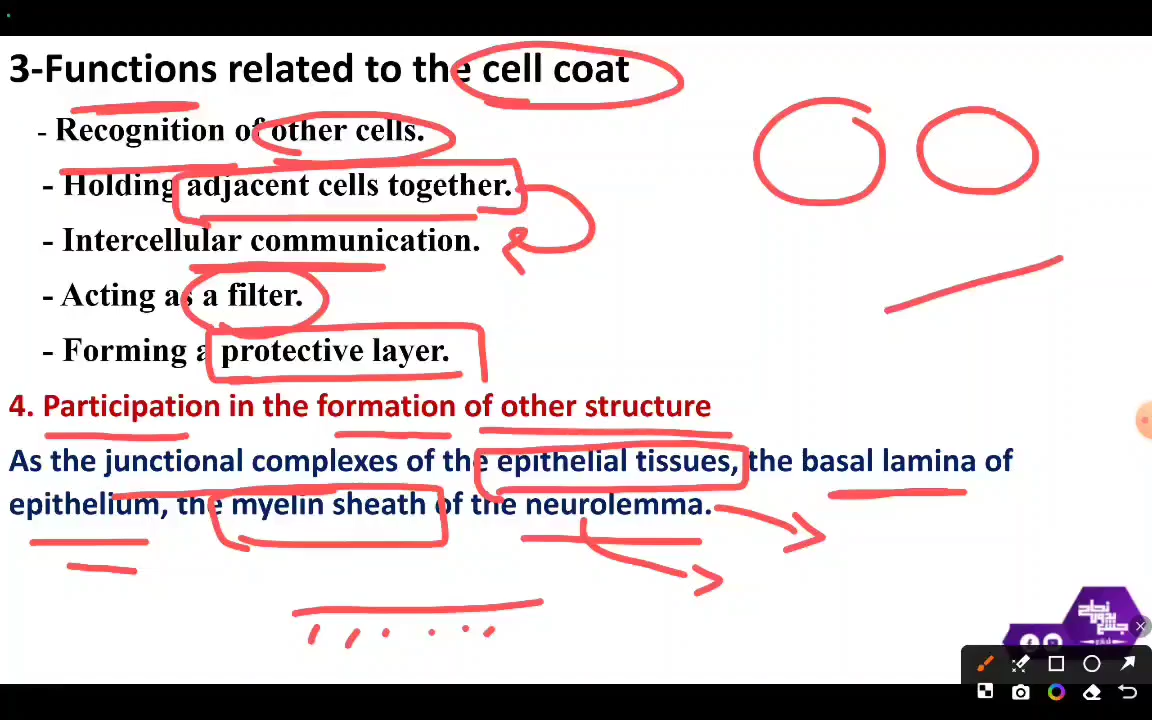 3-Functions related to the cell coat
- Recognition of other cells.
- Holding adjacent cells together.
- Intercellular communication.
- Acting as a filter.
- Forming a protective layer.
4. Participation in the formation of other structure
As the junctional complexes of the epithelial tissues, the basal lamina of
epithelium, the myelin sheath of the neurolemma.